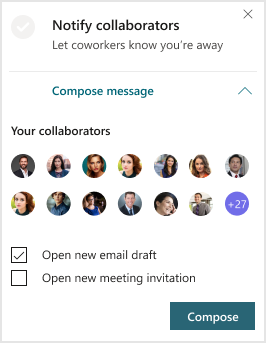 Notify collaborators
Let coworkers know you're away
Compose message
Your collaborators
+27
Open new email draft
Open new meeting invitation
Compose